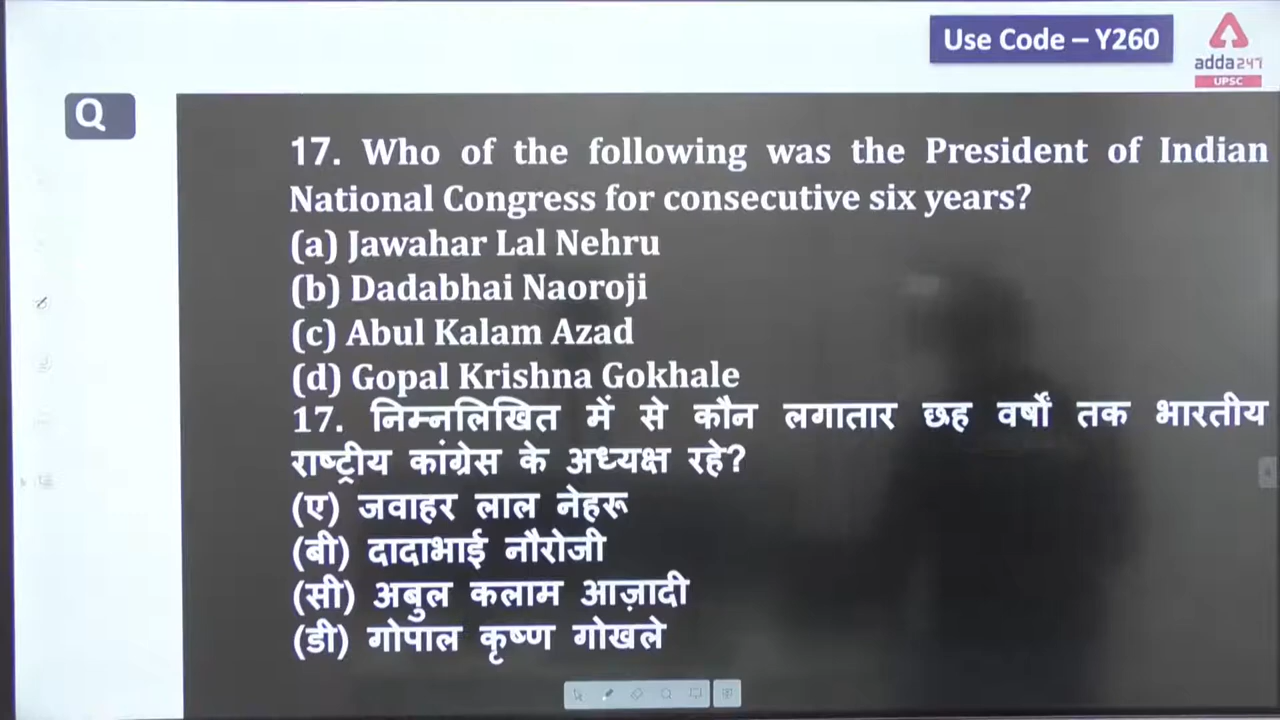 Use Code – Y260
adda247
UPSC
Q
17. Who of the following was the President of Indian
National Congress for consecutive six years?
(a) Jawahar Lal Nehru
(b) Dadabhai Naoroji
(c) Abul Kalam Azad
(d) Gopal Krishna Gokhale
17. निम्नलिखित में से कौन लगातार छह वर्षों तक भारतीय
राष्ट्रीय कांग्रेस के अध्यक्ष रहे?
(ए) जवाहर लाल नेहरू
(बी) दादाभाई नौरोजी
(सी) अबुल कलाम आज़ादी
(डी) गोपाल कृष्ण गोखले